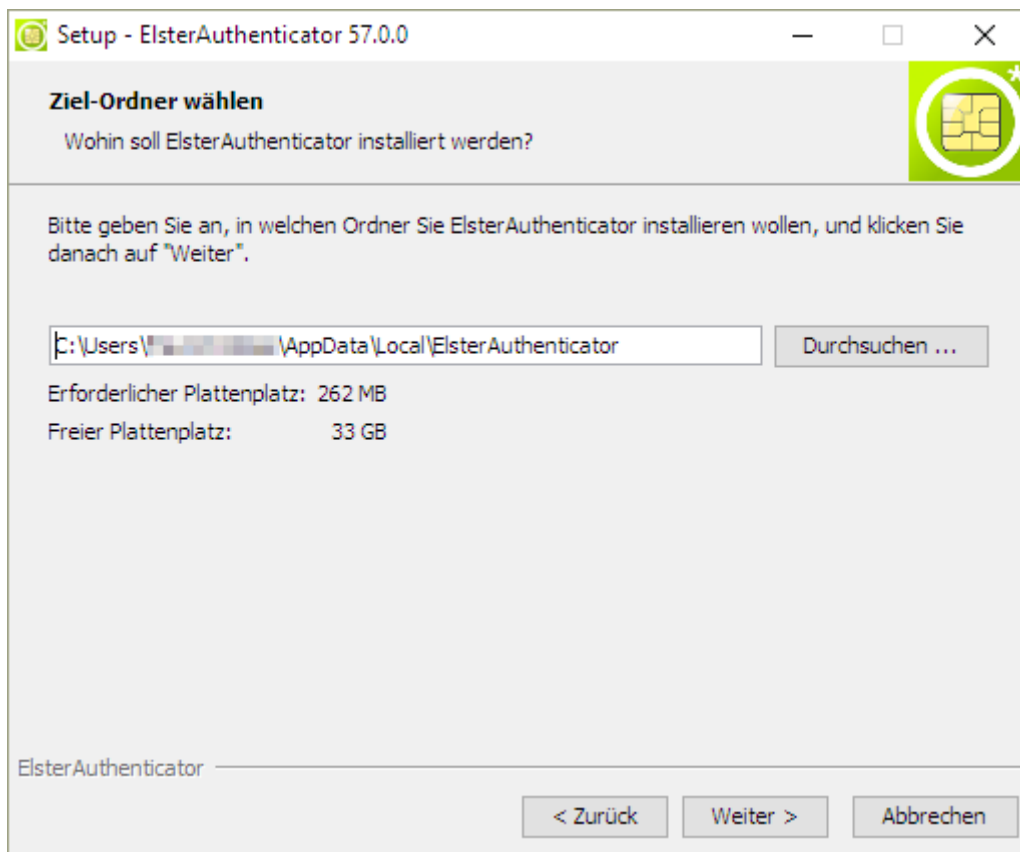 Setup - ElsterAuthenticator 57.0.0
Ziel-Ordner wählen
Wohin soll ElsterAuthenticator installiert werden?
Bitte geben Sie an, in welchen Ordner Sie ElsterAuthenticator installieren wollen, und klicken Sie
danach auf "Weiter".
C:\Users\ \AppData\Local\ElsterAuthenticator
Durchsuchen ...
Erforderlicher Plattenplatz: 262 MB
Freier Plattenplatz: 33 GB
ElsterAuthenticator
< Zurück
Weiter >
Abbrechen